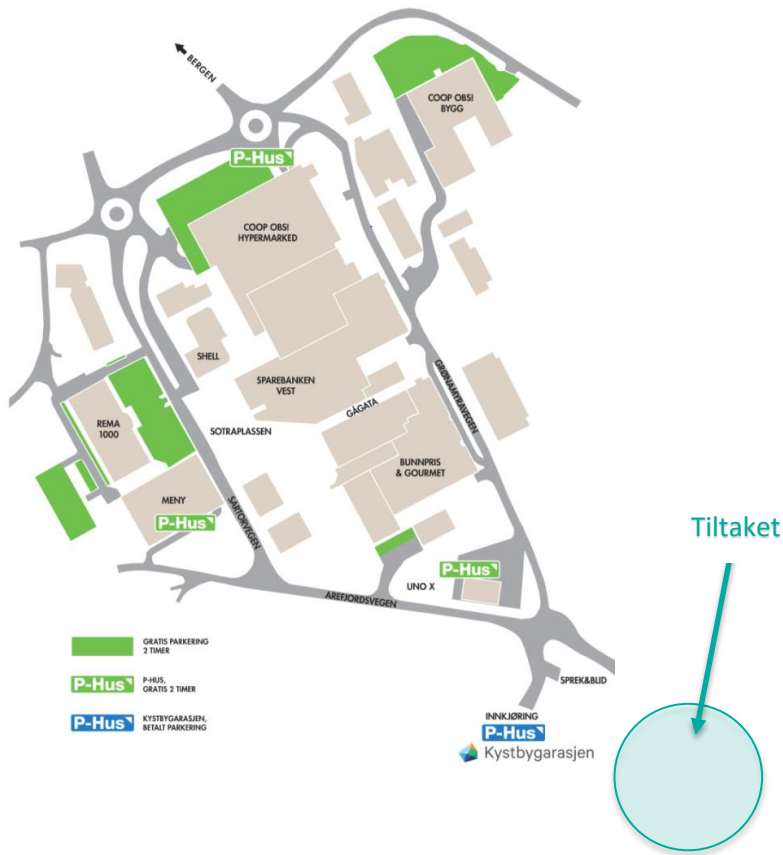 BERGEN
COOP OBS!
BYGG
P-Hus
COOP OBS!
HYPERMARKED
SHELL
SPAREBANKEN
VEST
GRØNAMYRAVEGEN
GÅGATA
REMA
1000
SOTRAPLASSEN
BUNNPRIS
& GOURMET
MENY
P-Hus
SARTORVEGEN
Tiltaket
P-Hus
UNO X
AREFJORDSVEGEN
GRATIS PARKERING
2 TIMER
P-Hus
P-HUS,
GRATIS 2 TIMER
SPREK&BLID
P-Hus
KYSTBYGARASJEN,
BETALT PARKERING
INNKJØRING
P-Hus
Kystbygarasjen